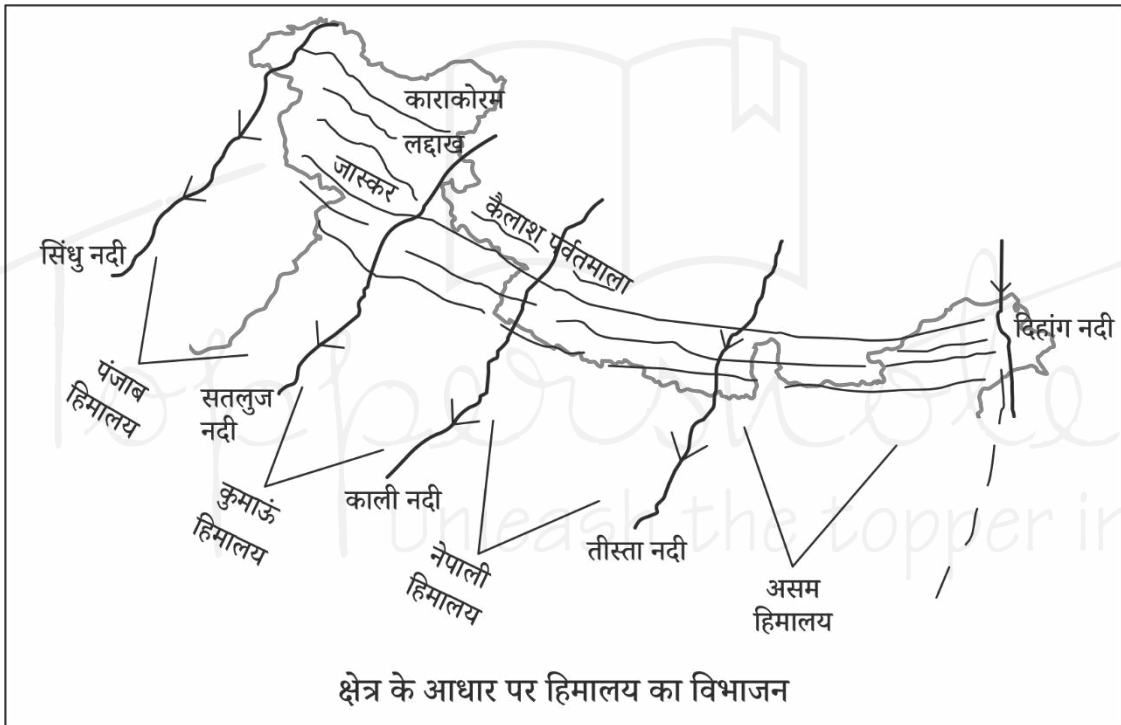 काराकोरम
लद्दाख
जास्कर
कैलाश पर्वतमाला
सिंधु नदी
दिहांग नदी
पंजाब
हिमालय
सतलुज
नदी
कुमाऊं
हिमालय
काली नदी
नेपाली
हिमालय
तीस्ता नदी
असम
हिमालय
Toppersnotes
Unleash the topper in
क्षेत्र के आधार पर हिमालय का विभाजन